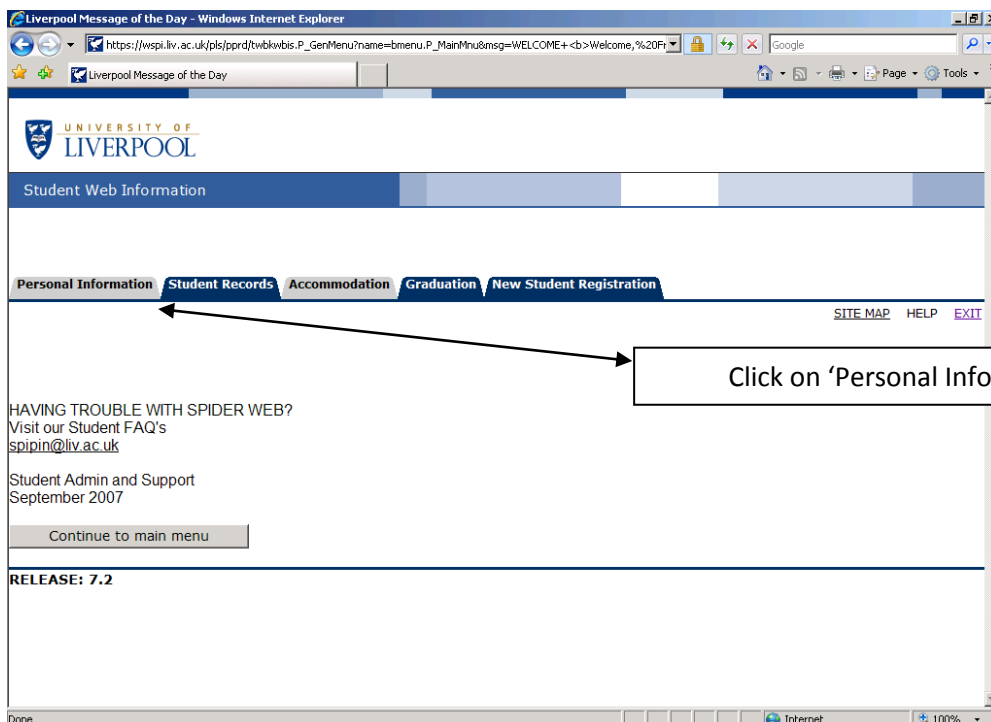 Liverpool Message of the Day - Windows Internet Explorer
https://wspi.liv.ac.uk/pls/pprd/twbkwbis.P_GenMenu?name=bmenu.P_MainMnu&msg=WELCOME+<b>Welcome,%20Fr
Google
Liverpool Message of the Day
Page
Tools
UNIVERSITY OF
LIVERPOOL
Student Web Information
Personal Information Student Records Accommodation Graduation New Student Registration
SITE MAP HELP EXIT
Click on ‘Personal Info
HAVING TROUBLE WITH SPIDER WEB?
Visit our Student FAQ's
spipin@liv.ac.uk
Student Admin and Support
September 2007
Continue to main menu
RELEASE: 7.2
Done
Internet
100%